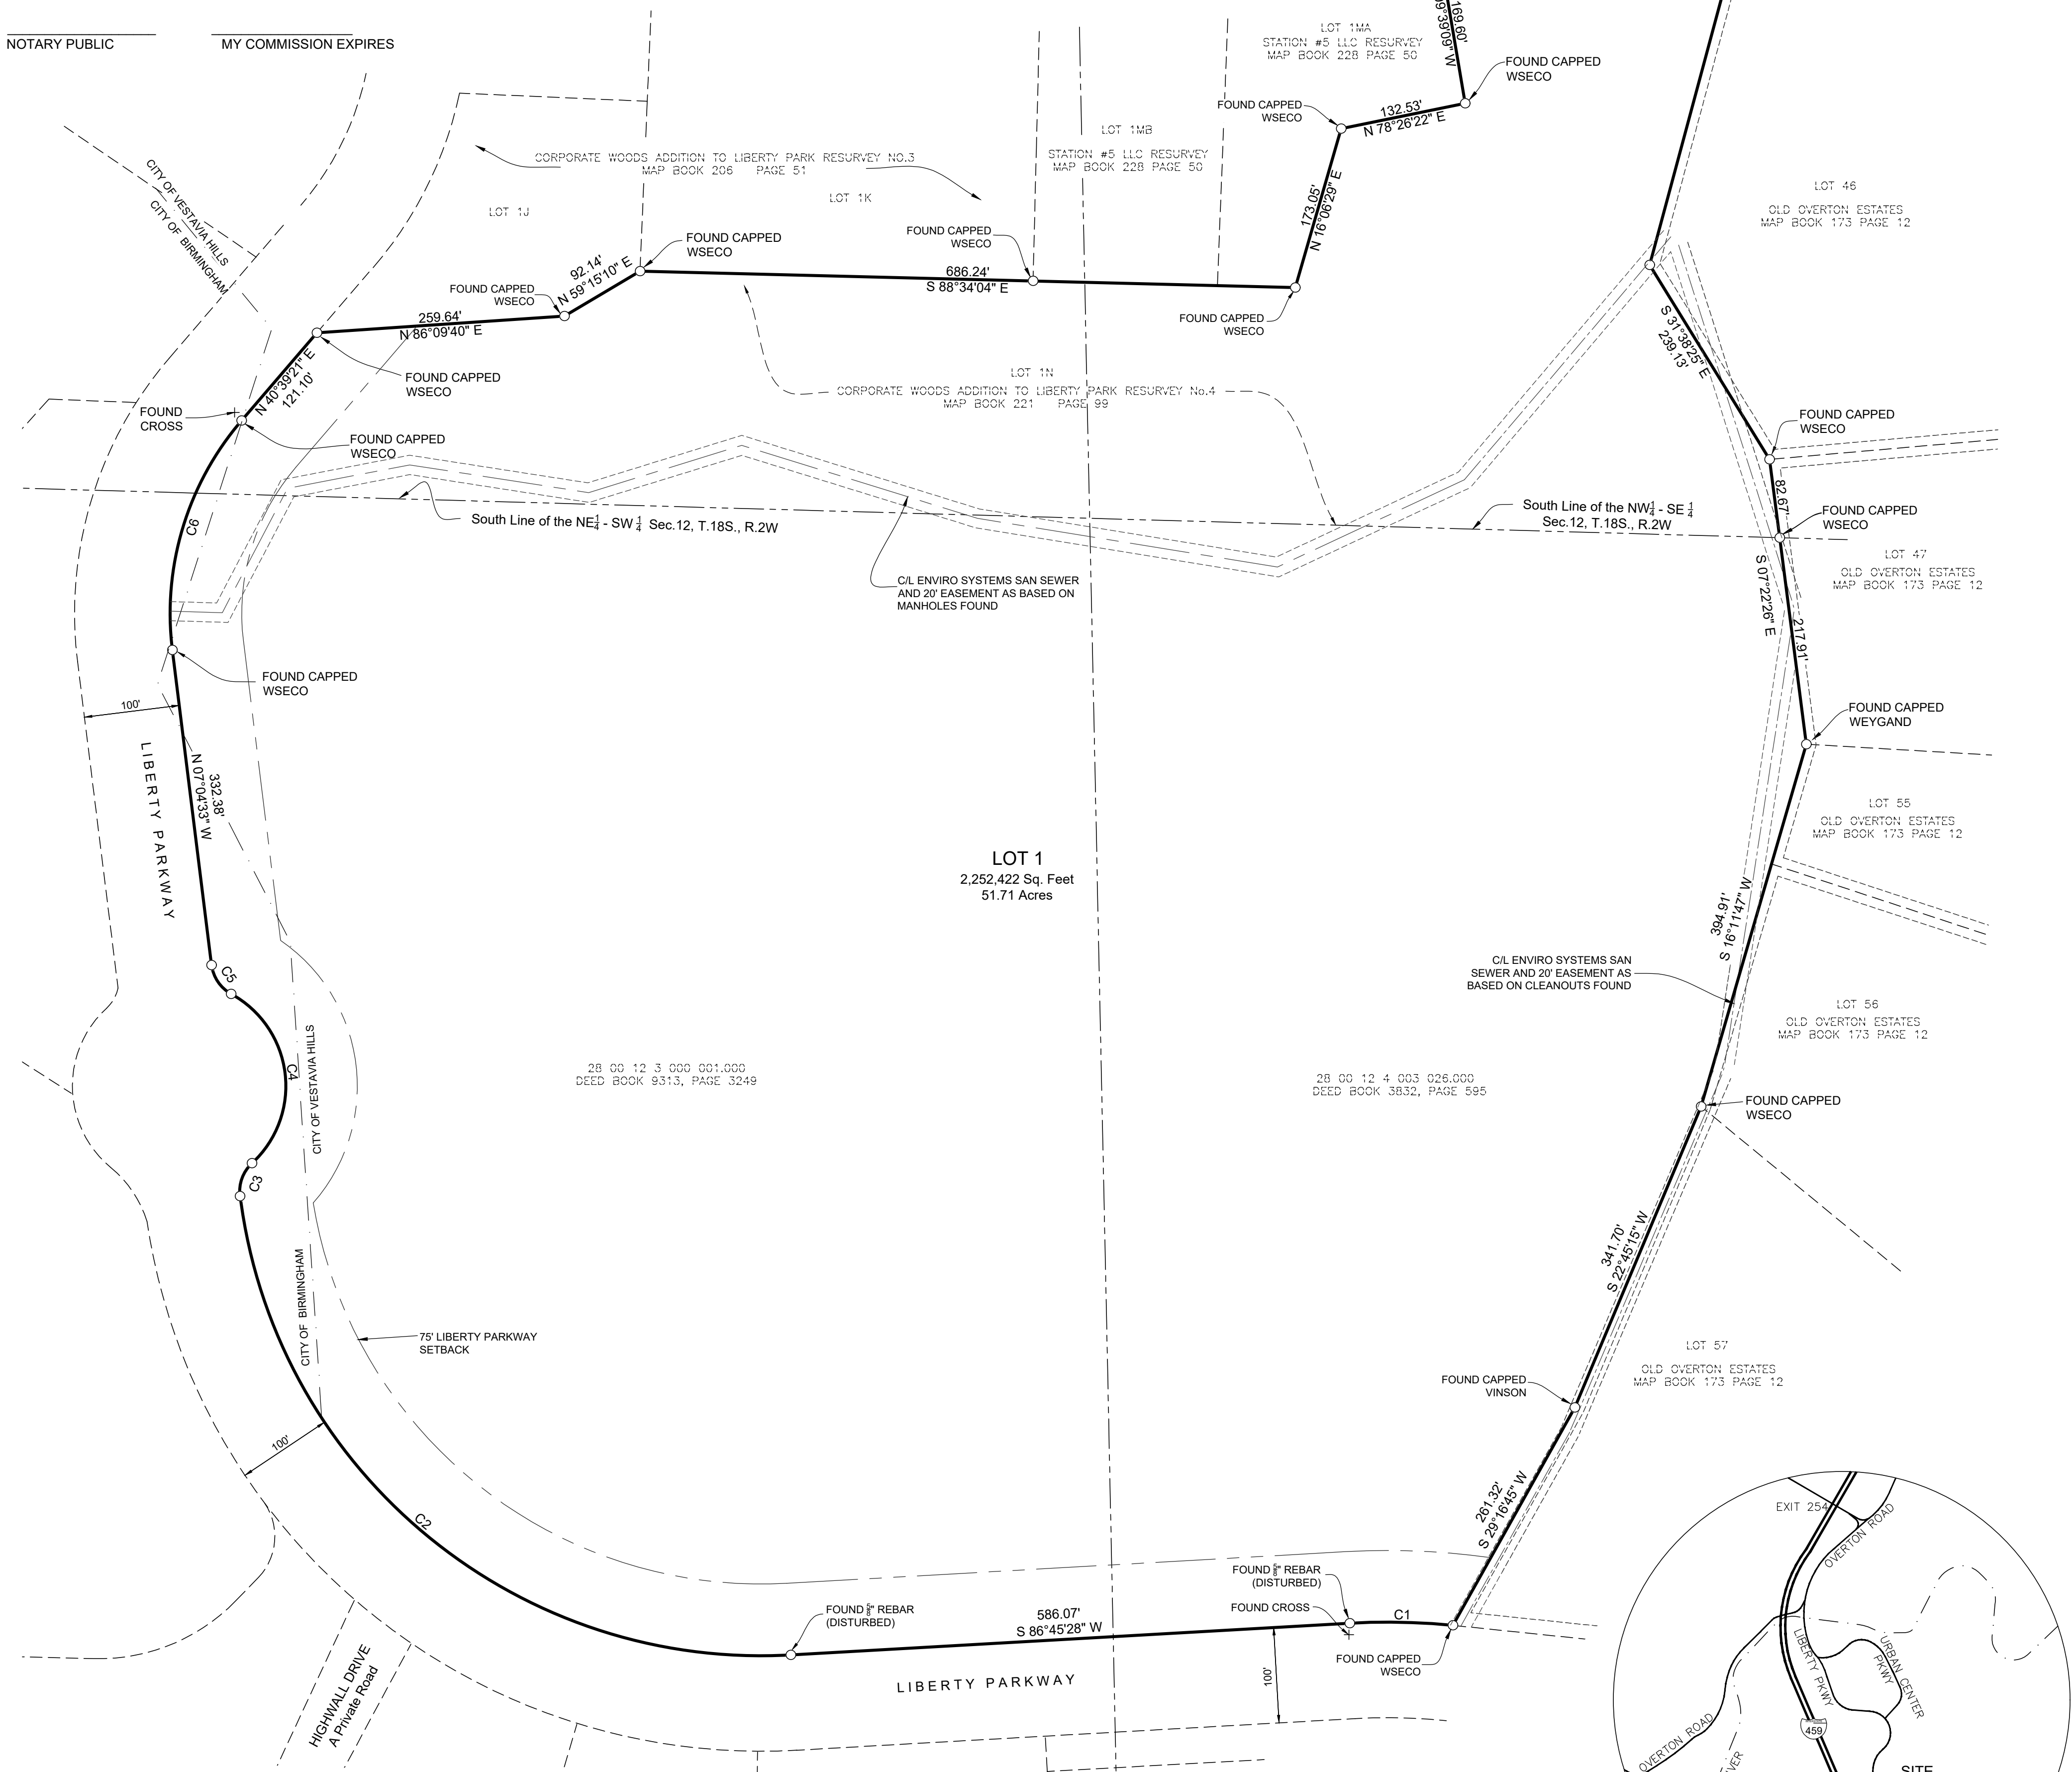 NOTARY PUBLIC
MY COMMISSION EXPIRES
LOT 1MA
STATION #5 LLC RESURVEY
MAP BOOK 228 PAGE 50
169.60'
FOUND CAPPED
WSECO
132.53'
N 78°26'22" E
FOUND CAPPED
WSECO
LOT 1MB
STATION #5 LLC RESURVEY
MAP BOOK 228 PAGE 50
CORPORATE WOODS ADDITION TO LIBERTY PARK RESURVEY NO.3
MAP BOOK 206 PAGE 51
LOT 1J
LOT 1K
CITY OF VESTAVIA HILLS
CITY OF BIRMINGHAM
173.05'
N 16°06'29" E
LOT 46
OLD OVERTON ESTATES
MAP BOOK 173 PAGE 12
FOUND CAPPED
WSECO
FOUND CAPPED
WSECO
92.14'
N 59°15'10" E
686.24'
S 88°34'04" E
FOUND CAPPED
WSECO
FOUND CAPPED
WSECO
259.64'
N 86°09'40" E
FOUND CAPPED
WSECO
N 40°39'21" E
121.10'
FOUND
CROSS
FOUND CAPPED
WSECO
LOT 1N
CORPORATE WOODS ADDITION TO LIBERTY PARK RESURVEY No.4
MAP BOOK 221 PAGE 99
S 31°38'25" E
239.13'
FOUND CAPPED
WSECO
82.67'
FOUND CAPPED
WSECO
C6
South Line of the NE1/4 - SW 1/4 Sec.12, T.18S., R.2W
South Line of the NW1/4 - SE 1/4
Sec.12, T.18S., R.2W
LOT 47
OLD OVERTON ESTATES
MAP BOOK 173 PAGE 12
C/L ENVIRO SYSTEMS SAN SEWER
AND 20' EASEMENT AS BASED ON
MANHOLES FOUND
S 07°22'26" E
217.91'
FOUND CAPPED
WSECO
100'
FOUND CAPPED
WEYGAND
LIBERTY PARKWAY
332.38'
N 07°04'33" W
LOT 55
OLD OVERTON ESTATES
MAP BOOK 173 PAGE 12
LOT 1
2,252,422 Sq. Feet
51.71 Acres
394.91'
S 16°11'47" W
C5
C/L ENVIRO SYSTEMS SAN
SEWER AND 20' EASEMENT AS
BASED ON CLEANOUTS FOUND
LOT 56
OLD OVERTON ESTATES
MAP BOOK 173 PAGE 12
C4
CITY OF VESTAVIA HILLS
28 00 12 3 000 001.000
DEED BOOK 9313, PAGE 3249
28 00 12 4 003 026.000
DEED BOOK 3832, PAGE 595
FOUND CAPPED
WSECO
C3
CITY OF BIRMINGHAM
75' LIBERTY PARKWAY
SETBACK
341.70'
S 22°45'15" W
LOT 57
OLD OVERTON ESTATES
MAP BOOK 173 PAGE 12
FOUND CAPPED
VINSON
100'
C2
261.32'
S 29°16'45" W
FOUND 5/8" REBAR
(DISTURBED)
FOUND CROSS
FOUND 5/8" REBAR
(DISTURBED)
586.07'
S 86°45'28" W
C1
FOUND CAPPED
WSECO
100'
LIBERTY PARKWAY
HIGHWALL DRIVE
A Private Road
EXIT 254
OVERTON ROAD
LIBERTY PKWY
URBAN CENTER
PKWY
459
OVERTON ROAD
SITE